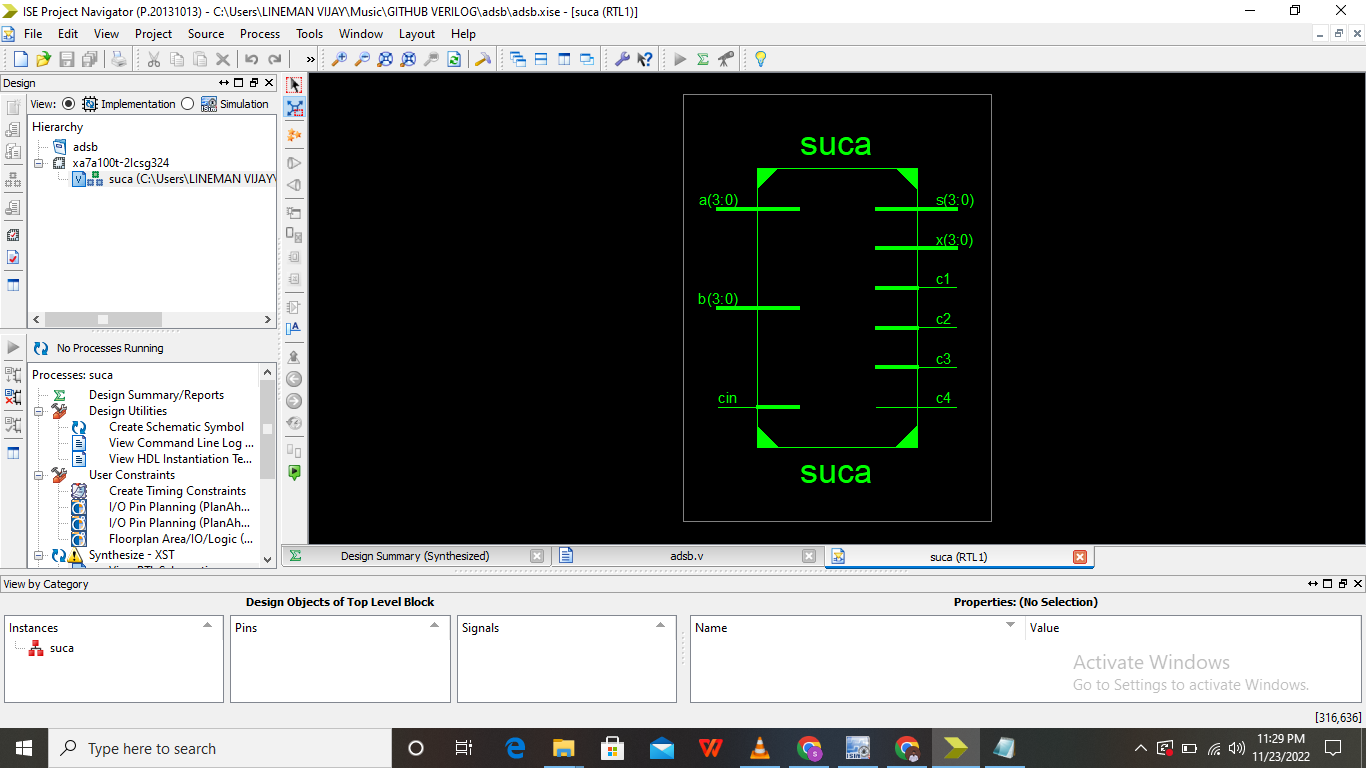 ISE Project Navigator (P.20131013) - C:\Users\LINEMAN VIJAY\Music\GITHUB VERILOG\adsb\adsb.xise - [suca (RTL1)]
File Edit View Project Source Process Tools Window Layout Help
»
Design
View: Implementation Simulation
Hierarchy
adsb
xa7a100t-2Icsg324
suca (C:\Users\LINEMAN VIJAY\
No Processes Running
Processes: suca
Design Summary/Reports
Design Utilities
Create Schematic Symbol
View Command Line Log ...
View HDL Instantiation Te...
User Constraints
Create Timing Constraints
I/O Pin Planning (PlanAh...
I/O Pin Planning (PlanAh...
Floorplan Area/IO/Logic (...
Synthesize - XST
suca
a(3:0)
b(3:0)
cin
s(3:0)
x(3:0)
c1
c2
c3
c4
suca
Design Summary (Synthesized)
adsb.v
suca (RTL1)
View by Category
Design Objects of Top Level Block
Properties: (No Selection)
Instances
suca
Pins
Signals
Name
Value
Activate Windows
Go to Settings to activate Windows.
[316,636]
Type here to search
11:29 PM
11/23/2022